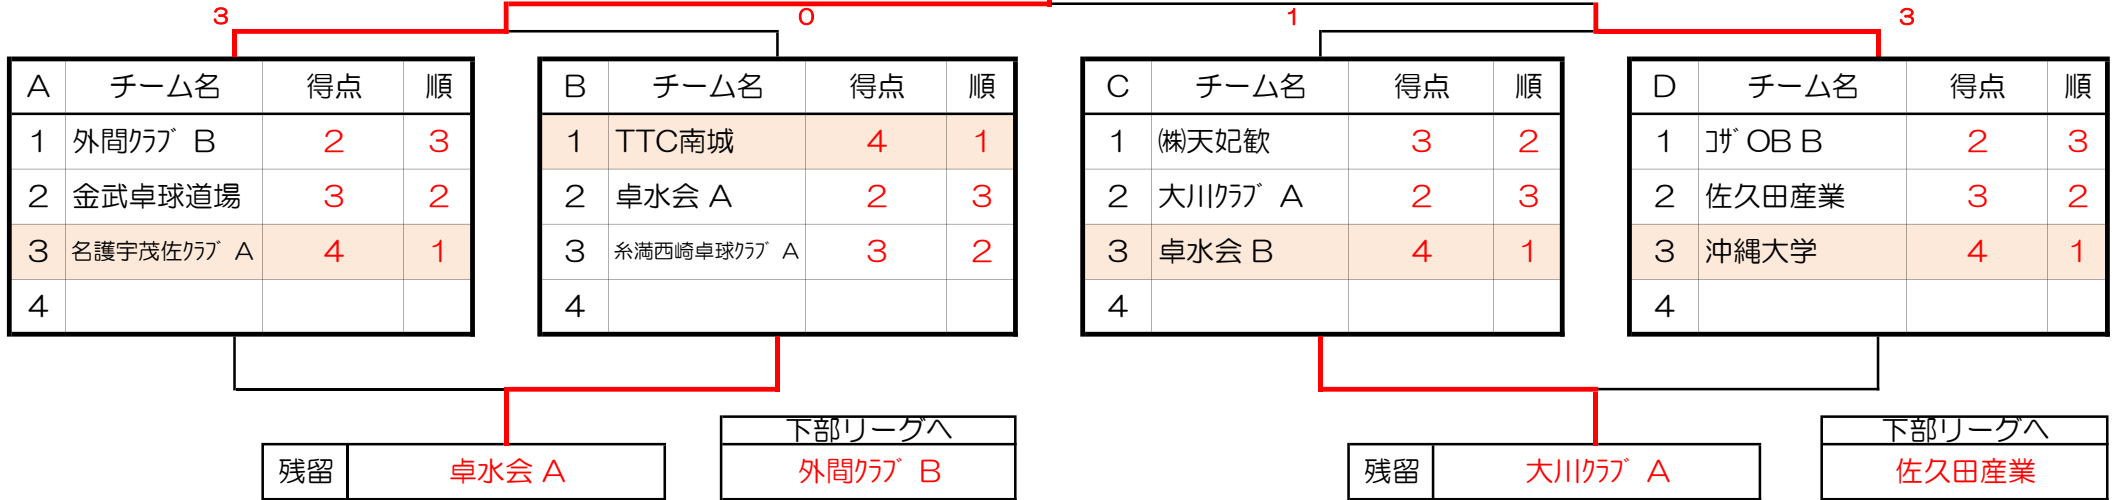 3 0 1 3
A チーム名 得点 順 B チーム名 得点 順 C チーム名 得点 順 D チーム名 得点 順
1 外間ｸﾗﾌﾞ B 2 3 1 TTC南城 4 1 1 ㈱天妃歓 3 2 1 ｺｻﾞ OB B 2 3
2 金武卓球道場 3 2 2 卓水会 A 2 3 2 大川ｸﾗﾌﾞ A 2 3 2 佐久田産業 3 2
3 名護宇茂佐ｸﾗﾌﾞ A 4 1 3 糸満西崎卓球ｸﾗﾌﾞ A 3 2 3 卓水会 B 4 1 3 沖縄大学 4 1
4 4 4 4
下部リーグへ 下部リーグへ
残留 卓水会 A 外間ｸﾗﾌﾞ B 残留 大川ｸﾗﾌﾞ A 佐久田産業